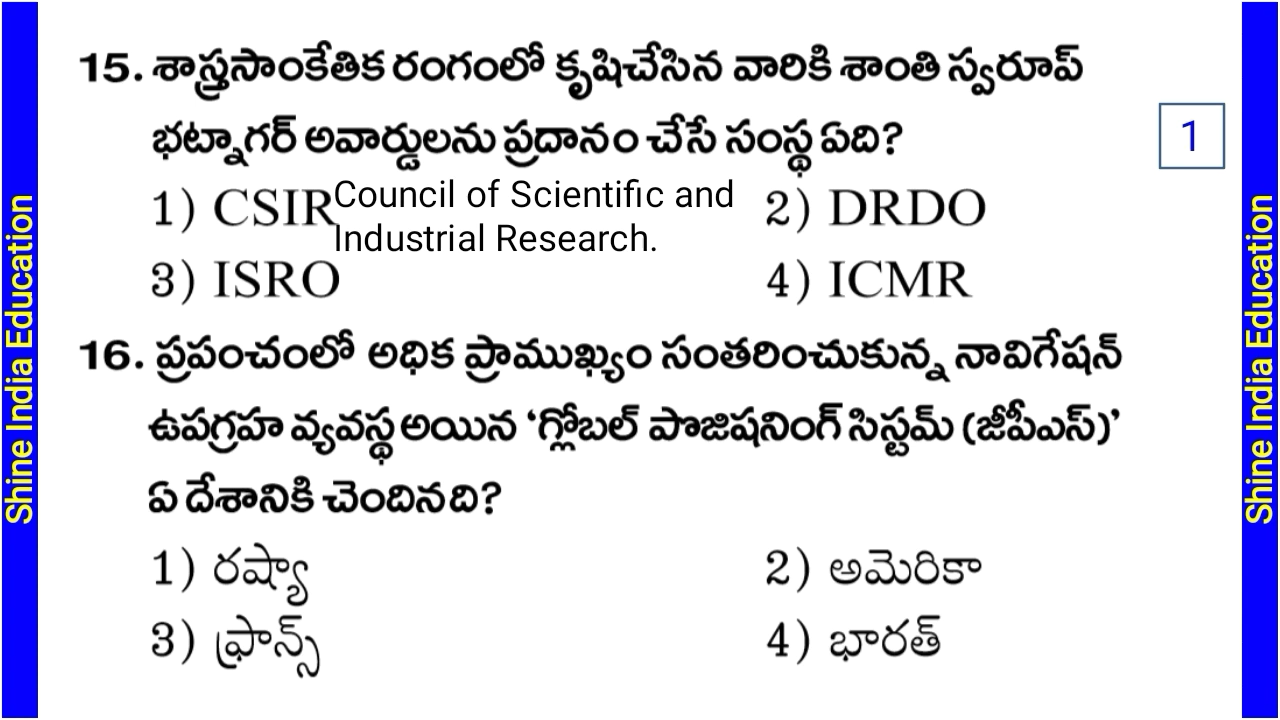 Shine India Education
15. శాస్త్రసాంకేతిక రంగంలో కృషిచేసిన వారికి శాంతి స్వరూప్
భట్నాగర్ అవార్డులను ప్రదానం చేసే సంస్థ ఏది?
1
1) CSIR Council of Scientific and Industrial Research. 2) DRDO
3) ISRO 4) ICMR
16. ప్రపంచంలో అధిక ప్రాముఖ్యం సంతరించుకున్న నావిగేషన్
ఉపగ్రహ వ్యవస్థ అయిన ‘గ్లోబల్ పొజిషనింగ్ సిస్టమ్ (జీపీఎస్)’
ఏ దేశానికి చెందినది?
1) రష్యా 2) అమెరికా
3) ఫ్రాన్స్ 4) భారత్
Shine India Education